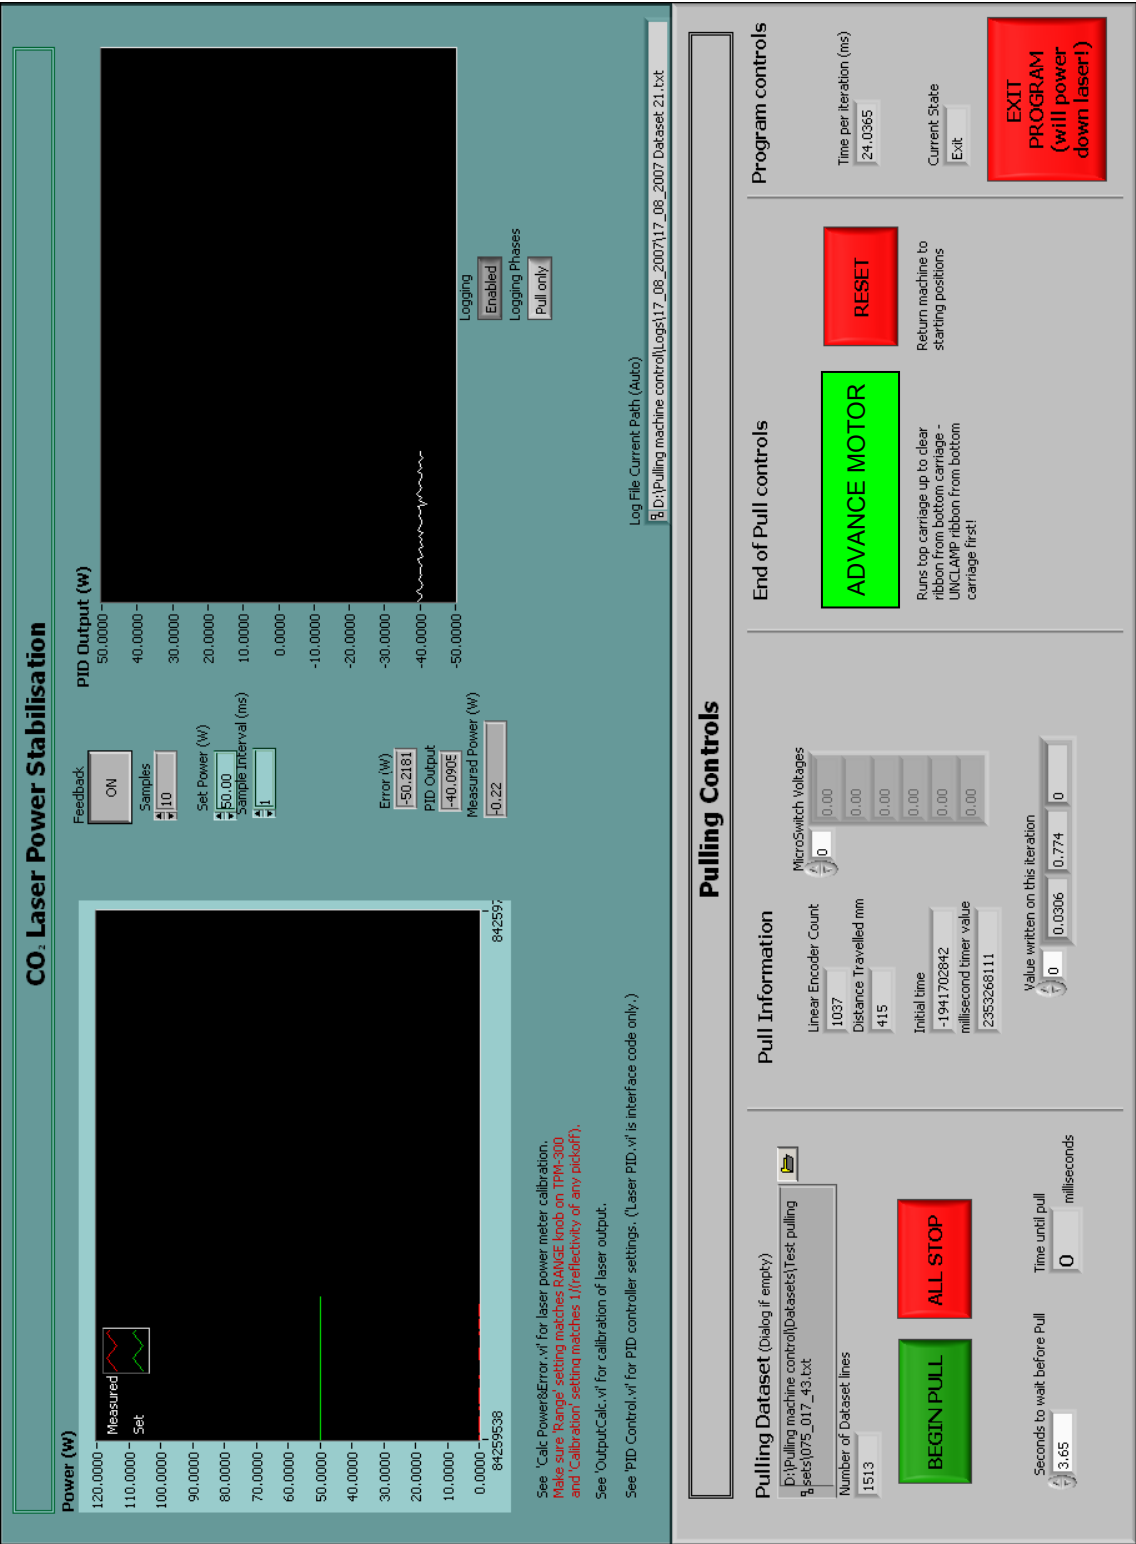 CO₂ Laser Power Stabilisation
Power (W)
120.0000
110.0000
100.0000
90.0000
80.0000
70.0000
60.0000
50.0000
40.0000
30.0000
20.0000
10.0000
0.0000
84259538
842597
Measured
Set
See 'Calc Power&Error.vi' for laser power meter calibration.
Make sure 'Range' setting matches RANGE knob on TPM-300
and 'Calibration' setting matches 1/(reflectivity of any pickoff).
See 'OutputCalc.vi' for calibration of laser output.
See 'PID Control.vi' for PID controller settings. ('Laser PID.vi' is interface code only.)
Feedback
ON
Samples
10
Set Power (W)
50.00
Sample Interval (ms)
1
Error (W)
-50.2181
PID Output
-40.0905
Measured Power (W)
-0.22
PID Output (W)
50.0000
40.0000
30.0000
20.0000
10.0000
0.0000
-10.0000
-20.0000
-30.0000
-40.0000
-50.0000
Logging
Enabled
Logging Phases
Pull only
Log File Current Path (Auto)
D:\Pulling machine control\Logs\17_08_2007\17_08_2007 Dataset 21.txt
Pulling Controls
Pulling Dataset (Dialog if empty)
D:\Pulling machine control\Datasets\Test pulling
sets\075_017_43.txt
Number of Dataset lines
1513
BEGIN PULL
ALL STOP
Seconds to wait before Pull
3.65
Time until pull
0 milliseconds
Pull Information
Linear Encoder Count
1037
Distance Travelled mm
415
Initial time
-1941702842
millisecond timer value
2353268111
MicroSwitch Voltages
0
0.00
0.00
0.00
0.00
0.00
0.00
Value written on this iteration
0
0.0306
0.774
0
End of Pull controls
ADVANCE MOTOR
RESET
Runs top carriage up to clear
ribbon from bottom carriage -
UNCLAMP ribbon from bottom
carriage first!
Return machine to
starting positions
Program controls
Time per iteration (ms)
24.0365
Current State
Exit
EXIT
PROGRAM
(will power
down laser!)